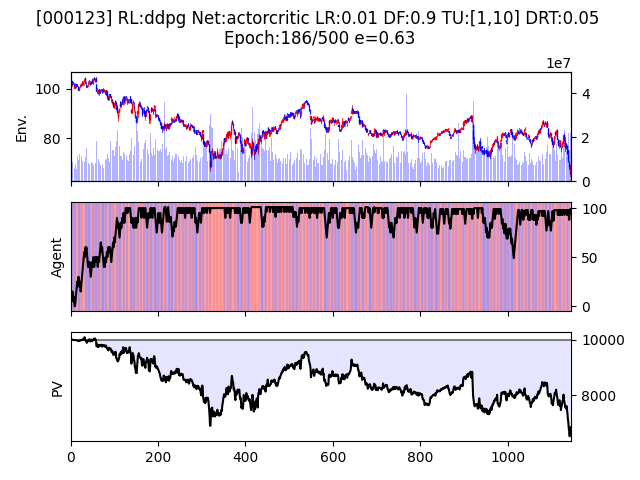 [000123] RL:ddpg Net:actorcritic LR:0.01 DF:0.9 TU:[1,10] DRT:0.05
Epoch:186/500 e=0.63
1e7
100
80
Env.
4
2
0
Agent
100
50
0
PV
10000
8000
0
200
400
600
800
1000